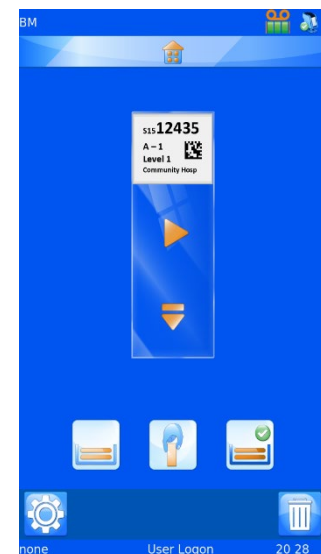 BM
S15 12435
A – 1
Level 1
Community Hosp
none User Logon 20 28